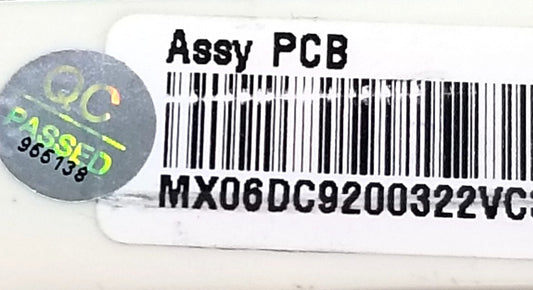 Assy PCB
QC
PASSED
966138
MX06DC9200322VC